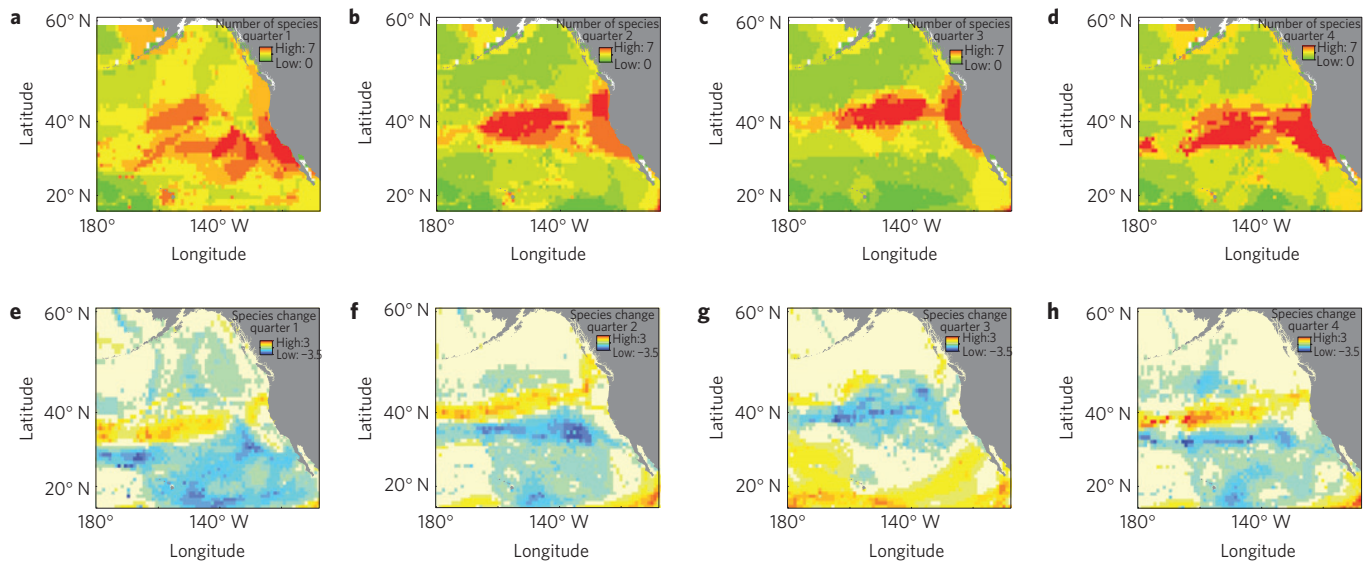 a
60° N
40° N
20° N
Latitude
180°
140° W
Longitude
Number of species
quarter 1
High: 7
Low: 0
b
60° N
40° N
20° N
Latitude
180°
140° W
Longitude
Number of species
quarter 2
High: 7
Low: 0
c
60° N
40° N
20° N
Latitude
180°
140° W
Longitude
Number of species
quarter 3
High: 7
Low: 0
d
60° N
40° N
20° N
Latitude
180°
140° W
Longitude
Number of species
quarter 4
High: 7
Low: 0
e
60° N
40° N
20° N
Latitude
180°
140° W
Longitude
Species change
quarter 1
High:3
Low: −3.5
f
60° N
40° N
20° N
Latitude
180°
140° W
Longitude
Species change
quarter 2
High:3
Low: −3.5
g
60° N
40° N
20° N
Latitude
180°
140° W
Longitude
Species change
quarter 3
High:3
Low: −3.5
h
60° N
40° N
20° N
Latitude
180°
140° W
Longitude
Species change
quarter 4
High:3
Low: −3.5